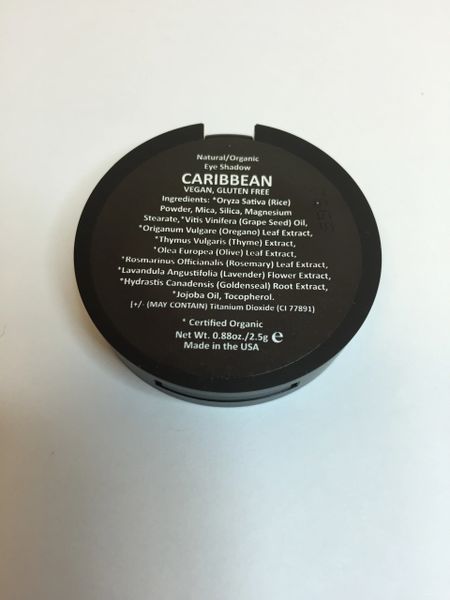 Natural/Organic
Eye Shadow
CARIBBEAN
VEGAN, GLUTEN FREE
Ingredients: *Oryza Sativa (Rice)
Powder, Mica, Silica, Magnesium
Stearate,*Vitis Vinifera (Grape Seed) Oil,
*Origanum Vulgare (Oregano) Leaf Extract,
*Thymus Vulgaris (Thyme) Extract,
*Olea Europea (Olive) Leaf Extract,
*Rosmarinus Officianalis (Rosemary) Leaf Extract,
*Lavandula Angustifolia (Lavender) Flower Extract,
*Hydrastis Canadensis (Goldenseal) Root Extract,
*Jojoba Oil, Tocopherol.
[+/- (MAY CONTAIN) Titanium Dioxide (CI 77891)
* Certified Organic
Net Wt. 0.88oz./2.5g e
Made in the USA